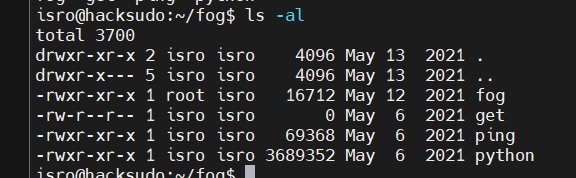 isro@hacksudo:~/fog$ ls -al
total 3700
drwxr-xr-x 2 isro isro    4096 May 13  2021 .
drwxr-x--- 5 isro isro    4096 May 13  2021 ..
-rwxr-xr-x 1 root isro   16712 May 12  2021 fog
-rw-r--r-- 1 isro isro       0 May  6  2021 get
-rwxr-xr-x 1 isro isro   69368 May  6  2021 ping
-rwxr-xr-x 1 isro isro 3689352 May  6  2021 python
isro@hacksudo:~/fog$